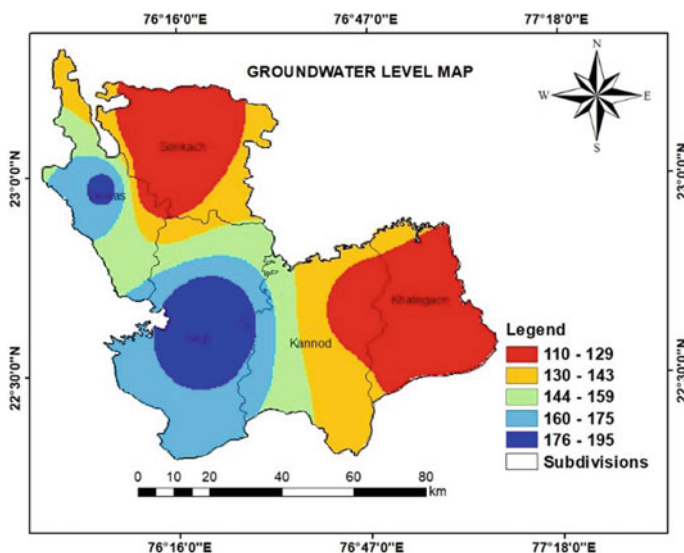 76°16'0"E 76°47'0"E 77°18'0"E
GROUNDWATER LEVEL MAP
N
W E
S
Sonkach
23°0'0"N 23°0'0"N
Khategaon
Kannod
22°30'0"N 22°30'0"N
Legend
110 - 129
130 - 143
144 - 159
160 - 175
176 - 195
Subdivisions
0 10 20 40 60 80
km
76°16'0"E 76°47'0"E 77°18'0"E